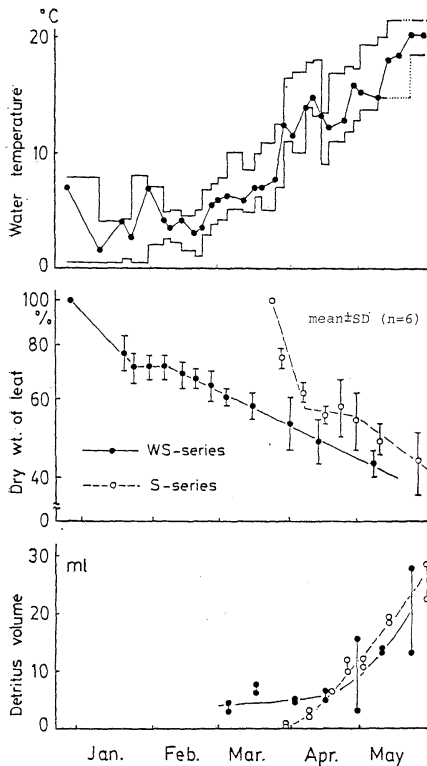 °C
20
10
0
Water temperature
100
%
80
60
40
0
Dry wt. of leaf
mean±SD (n=6)
WS-series
S-series
30
20
10
0
ml
Detritus volume
Jan. Feb. Mar. Apr. May